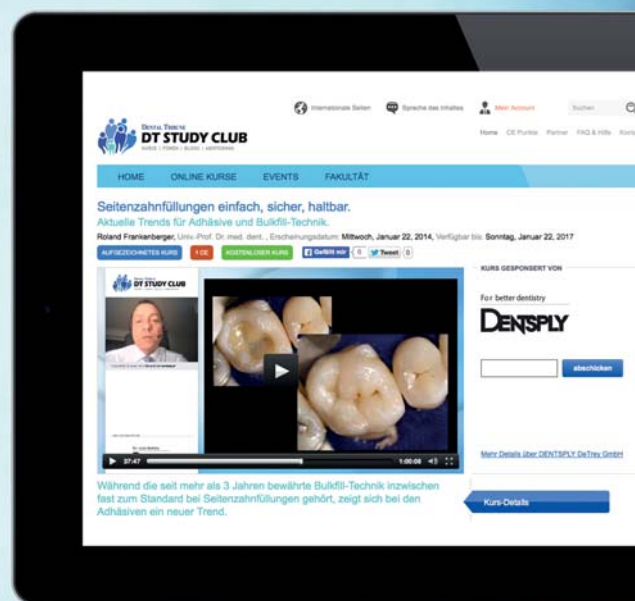 Internationale Seiten
Sprache des Inhaltes
Mein Account
Suchen
DENTAL TRIBUNE
DT STUDY CLUB
Home CE Punkte Partner FAQ & Hilfe
HOME ONLINE KURSE EVENTS FAKULTÄT
Seitenzahnfüllungen einfach, sicher, haltbar.
Aktuelle Trends für Adhäsive und Bulkfill-Technik.
Roland Frankenberger, Univ.-Prof. Dr. med. dent. , Erscheinungsdatum: Mittwoch, Januar 22, 2014, Verfügbar bis: Sonntag, Januar 22, 2017
AUFGEZEICHNETES KURS 1 CE KOSTENLOSER KURS Gefällt mir 0 Tweet 0
KURS GESPONSERT VON
DT STUDY CLUB
For better dentistry
DENTSPLY
abschicken
37:47 1:00:08
Mehr Details über DENTSPLY DeTrey GmbH
Während die seit mehr als 3 Jahren bewährte Bulkfill-Technik inzwischen
fast zum Standard bei Seitenzahnfüllungen gehört, zeigt sich bei den
Adhäsiven ein neuer Trend.
Kurs-Details